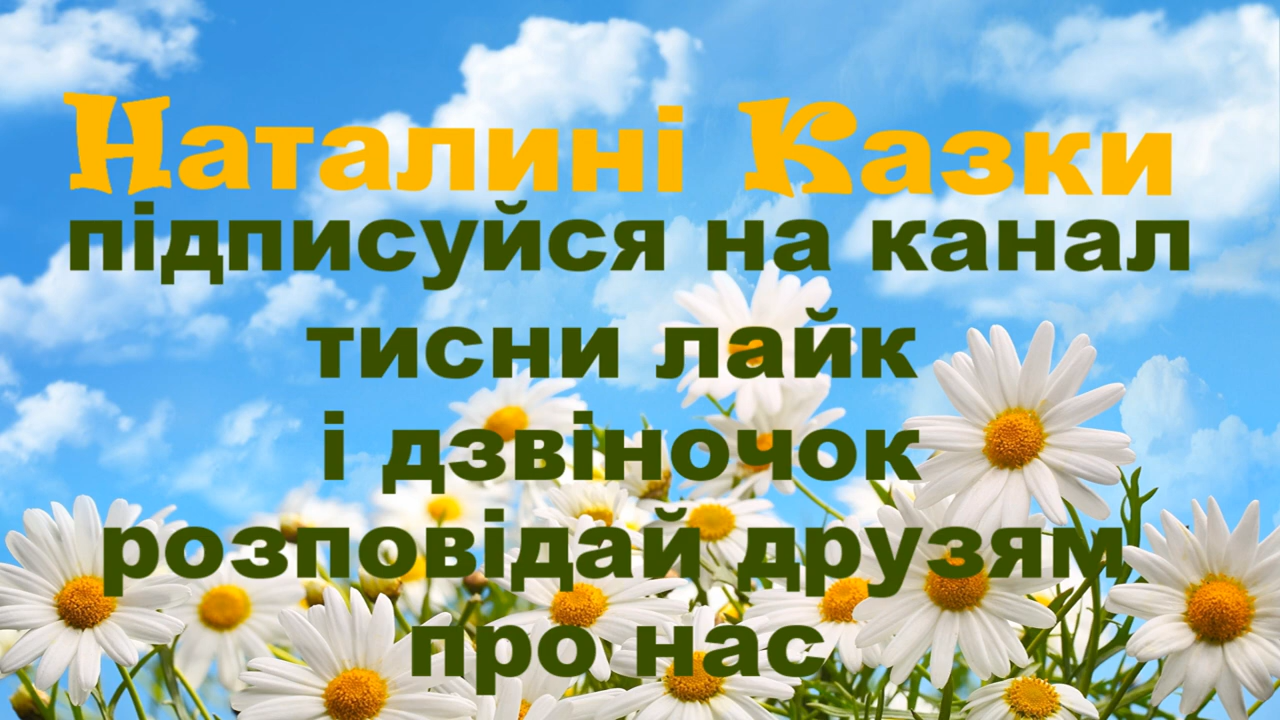 Наталині Казки
підписуйся на канал
тисни лайк
і дзвіночок
розповідай друзям
про нас